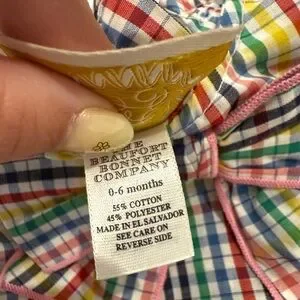 THE
BEAUFORT
BONNET
COMPANY
0-6 months
55% COTTON
45% POLYESTER
MADE IN EL SALVADOR
SEE CARE ON
REVERSE SIDE